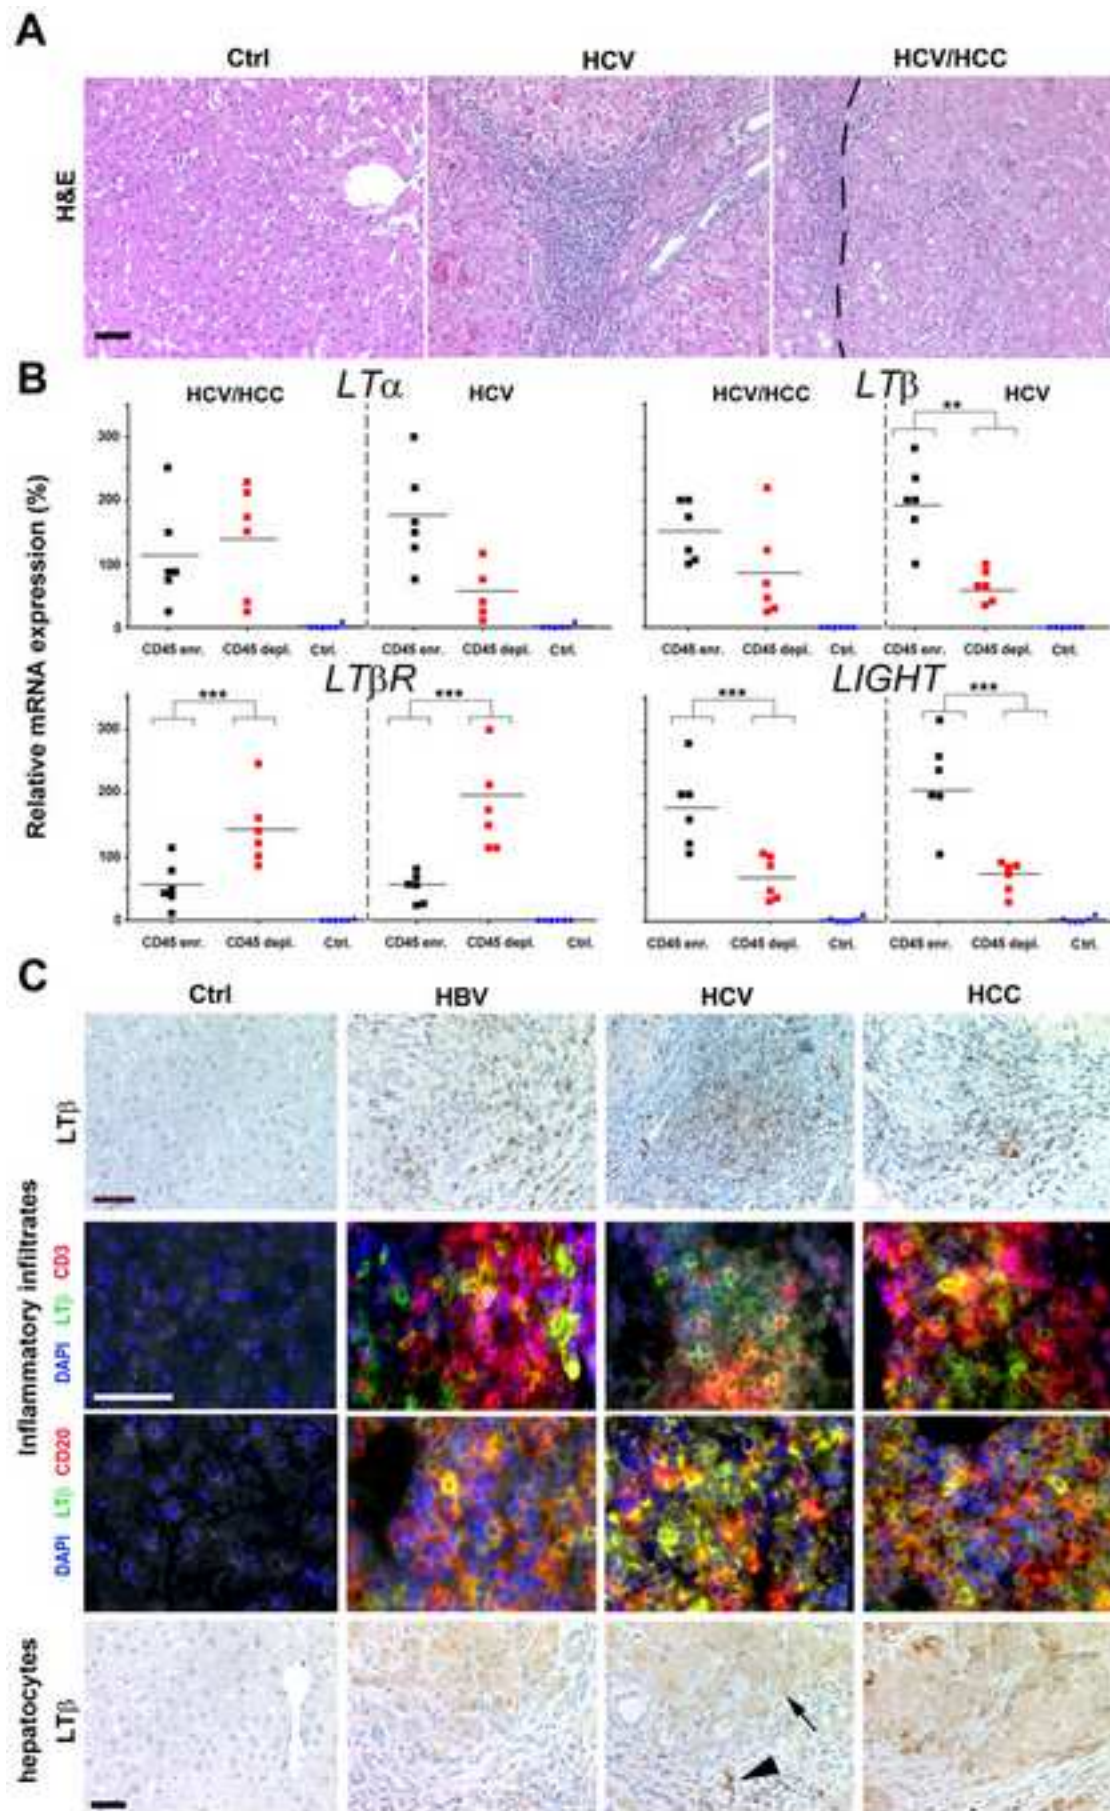 A
Ctrl HCV HCV/HCC
H&E
B
HCV/HCC LTα HCV HCV/HCC LTβ HCV
**
Relative mRNA expression (%)
300
200
100
0
CD45 enr. CD45 depl. Ctrl. CD45 enr. CD45 depl. Ctrl. CD45 enr. CD45 depl. Ctrl. CD45 enr. CD45 depl. Ctrl.
LTβR LIGHT
*** *** *** ***
300
200
100
0
CD45 enr. CD45 depl. Ctrl. CD45 enr. CD45 depl. Ctrl. CD45 enr. CD45 depl. Ctrl. CD45 enr. CD45 depl. Ctrl.
C
Ctrl HBV HCV HCC
Inflammatory infiltrates
LTβ
DAPI LTβ CD3
DAPI LTβ CD20
hepatocytes
LTβ